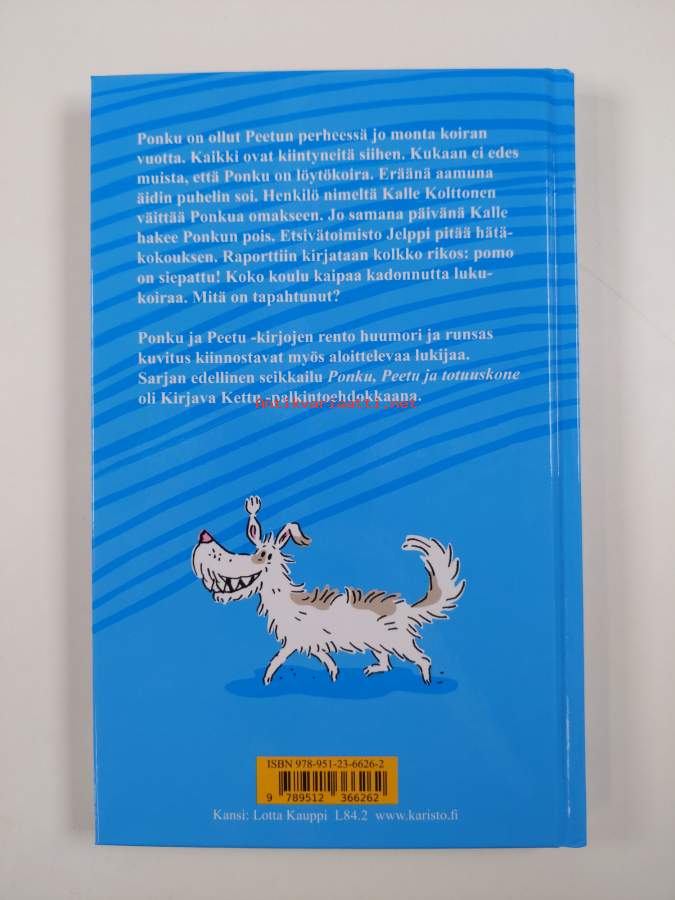 Ponku on ollut Peetun perheessä jo monta koiran
vuotta. Kaikki ovat kiintyneitä siihen. Kukaan ei edes
muista, että Ponku on löytökoira. Eräänä aamuna
äidin puhelin soi. Henkilö nimeltä Kalle Kolttonen
väittää Ponkua omakseen. Jo samana päivänä Kalle
hakee Ponkun pois. Etsivätoimisto Jelppi pitää hätä-
kokouksen. Raporttiin kirjataan kolkko rikos: pomo
on siepattu! Koko koulu kaipaa kadonnutta luku-
koiraa. Mitä on tapahtunut?
Ponku ja Peetu -kirjojen rento huumori ja runsas
kuvitus kiinnostavat myös aloittelevaa lukijaa.
Sarjan edellinen seikkailu Ponku, Peetu ja totuuskone
oli Kirjava Kettu -palkintoehdokkaana.
Antikvariaatti.net
ISBN 978-951-23-6626-2
9 789512 366262
Kansi: Lotta Kauppi L84.2 www.karisto.fi